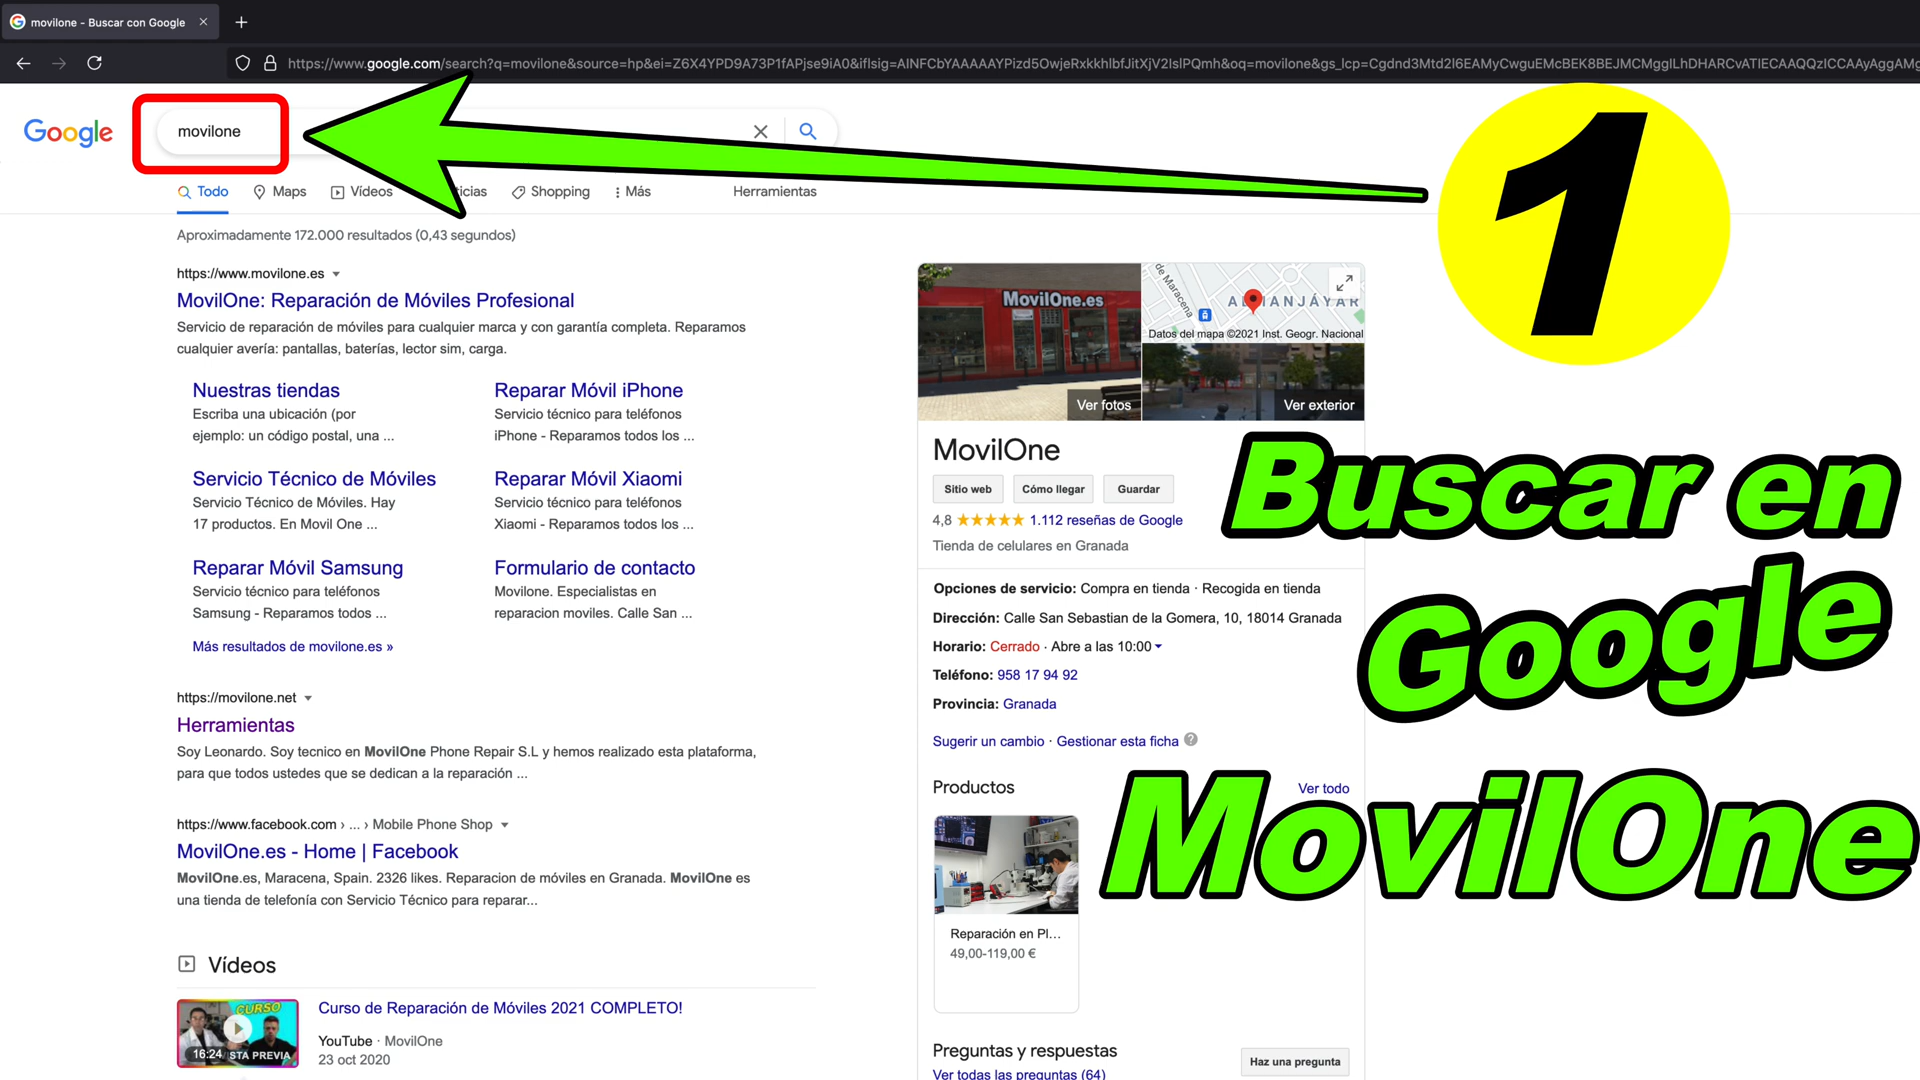 movilone - Buscar con Google
https://www.google.com/search?q=movilone&source=hp&ei=Z6X4YPD9A73P1fAPjse9iA0&iflsig=AINFCbYAAAAAYPizd5OwjeRxkkhlbfJitXjV2IsIPQmh&oq=movilone&gs_lcp=Cgdnd3Mtd2l6EAMyCwguEMcBEK8BEJMCMggILhDHARCvATIECAAQQzICCAAyAggAMg
Google
movilone
Todo
Maps
Vídeos
ticias
Shopping
Más
Herramientas
1
Aproximadamente 172.000 resultados (0,43 segundos)
https://www.movilone.es
MovilOne: Reparación de Móviles Profesional
Servicio de reparación de móviles para cualquier marca y con garantía completa. Reparamos
cualquier avería: pantallas, baterías, lector sim, carga.
Nuestras tiendas
Escriba una ubicación (por
ejemplo: un código postal, una ...
Reparar Móvil iPhone
Servicio técnico para teléfonos
iPhone - Reparamos todos los ...
Servicio Técnico de Móviles
Servicio Técnico de Móviles. Hay
17 productos. En Movil One ...
Reparar Móvil Xiaomi
Servicio técnico para teléfonos
Xiaomi - Reparamos todos los ...
Reparar Móvil Samsung
Servicio técnico para teléfonos
Samsung - Reparamos todos ...
Formulario de contacto
Movilone. Especialistas en
reparacion moviles. Calle San ...
Más resultados de movilone.es »
https://movilone.net
Herramientas
Soy Leonardo. Soy tecnico en MovilOne Phone Repair S.L y hemos realizado esta plataforma,
para que todos ustedes que se dedican a la reparación ...
https://www.facebook.com › ... › Mobile Phone Shop
MovilOne.es - Home | Facebook
MovilOne.es, Maracena, Spain. 2326 likes. Reparacion de móviles en Granada. MovilOne es
una tienda de telefonía con Servicio Técnico para reparar...
Vídeos
CURSO
16:24
STA PREVIA
Curso de Reparación de Móviles 2021 COMPLETO!
YouTube · MovilOne
23 oct 2020
MovilOne.es
Ver fotos
de Maracena
ALMANJÁYAR
Datos del mapa ©2021 Inst. Geogr. Nacional
Ver exterior
MovilOne
Sitio web
Cómo llegar
Guardar
4,8
1.112 reseñas de Google
Tienda de celulares en Granada
Opciones de servicio: Compra en tienda · Recogida en tienda
Dirección: Calle San Sebastian de la Gomera, 10, 18014 Granada
Horario: Cerrado · Abre a las 10:00
Teléfono: 958 17 94 92
Provincia: Granada
Sugerir un cambio · Gestionar esta ficha
Productos
Ver todo
Reparación en Pl...
49,00-119,00 €
Preguntas y respuestas
Haz una pregunta
Ver todas las preguntas (64)
Buscar en
Google
MovilOne